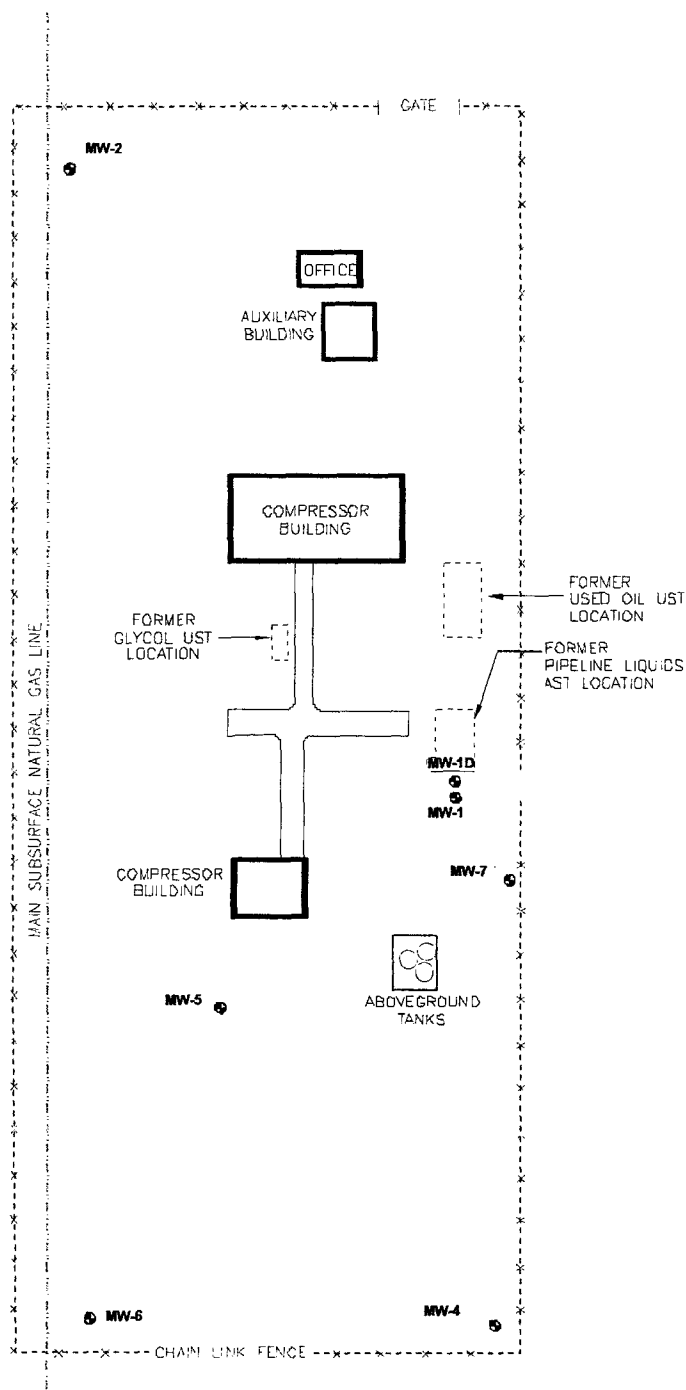 GATE
MW-2
OFFICE
AUXILIARY
BUILDING
COMPRESSOR
BUILDING
FORMER
USED OIL UST
LOCATION
FORMER
GLYCOL UST
LOCATION
FORMER
PIPELINE LIQUIDS
AST LOCATION
MAIN SUBSURFACE NATURAL GAS LINE
MW-1D
MW-1
COMPRESSOR
BUILDING
MW-7
MW-5
ABOVEGROUND
TANKS
MW-6
MW-4
CHAIN LINK FENCE